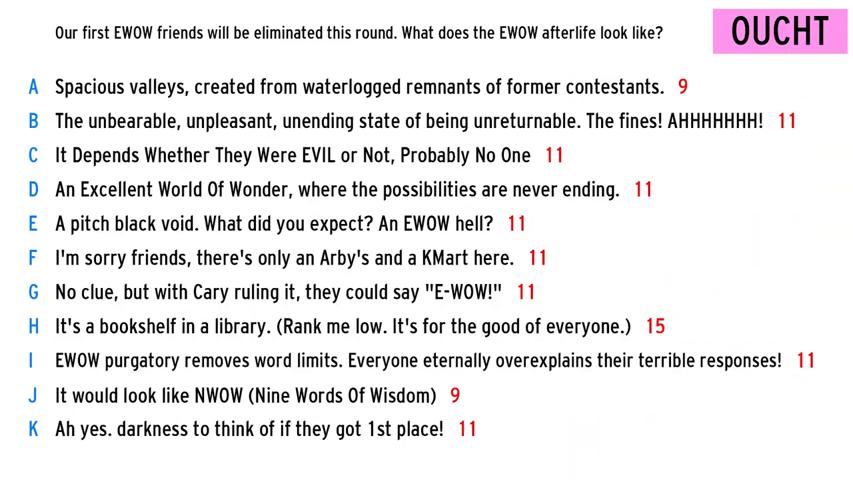 Our first EWOW friends will be eliminated this round. What does the EWOW afterlife look like?
OUCHT
A Spacious valleys, created from waterlogged remnants of former contestants. 9
B The unbearable, unpleasant, unending state of being unreturnable. The fines! AHHHHHHH! 11
C It Depends Whether They Were EVIL or Not, Probably No One 11
D An Excellent World Of Wonder, where the possibilities are never ending. 11
E A pitch black void. What did you expect? An EWOW hell? 11
F I'm sorry friends, there's only an Arby's and a KMart here. 11
G No clue, but with Cary ruling it, they could say "E-WOW!" 11
H It's a bookshelf in a library. (Rank me low. It's for the good of everyone.) 15
I EWOW purgatory removes word limits. Everyone eternally overexplains their terrible responses! 11
J It would look like NWOW (Nine Words Of Wisdom) 9
K Ah yes. darkness to think of if they got 1st place! 11